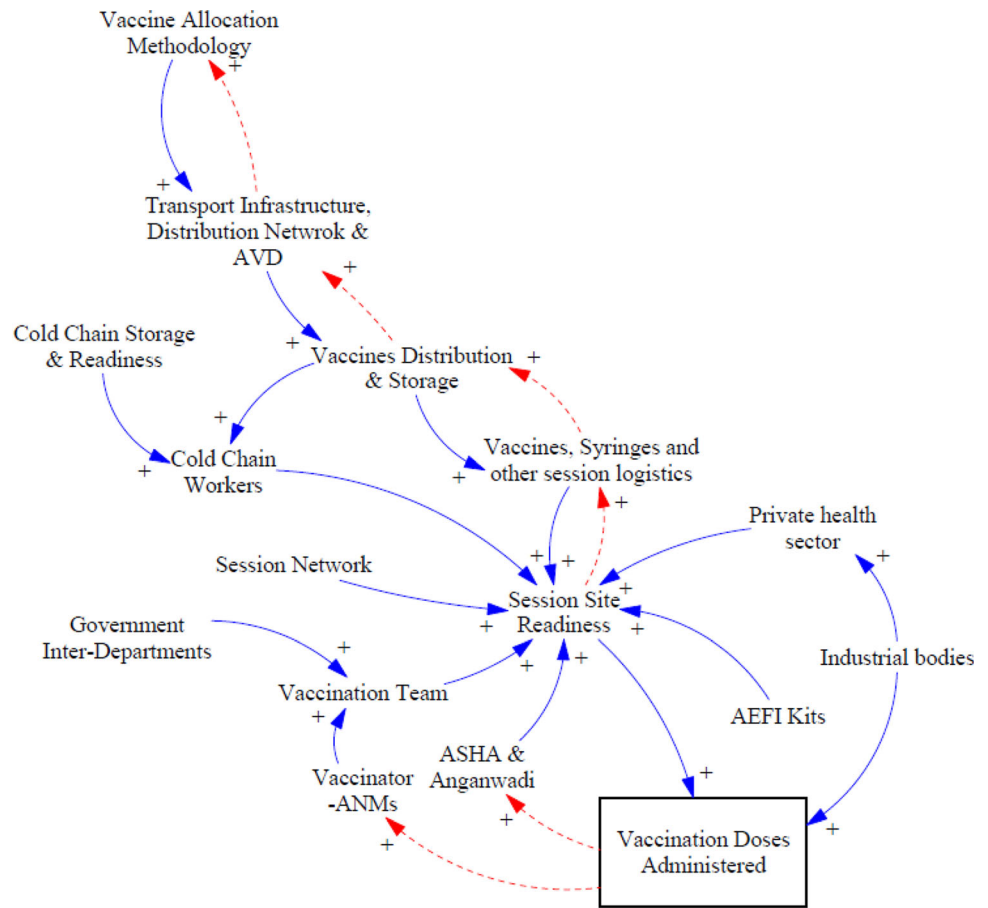 Vaccine Allocation
Methodology
+
+
Transport Infrastructure,
Distribution Netwrok &
AVD
+
Cold Chain Storage
& Readiness
+
Vaccines Distribution
& Storage
+
+
+
Cold Chain
Workers
+
Vaccines, Syringes and
other session logistics
+
Private health
sector
+
Session Network
+
+
+
Session Site
Readiness
+
+
Government
Inter-Departments
+
+
+
Industrial bodies
Vaccination Team
+
AEFI Kits
ASHA &
Anganwadi
Vaccinator
-ANMs
+
+
+
+
Vaccination Doses
Administered